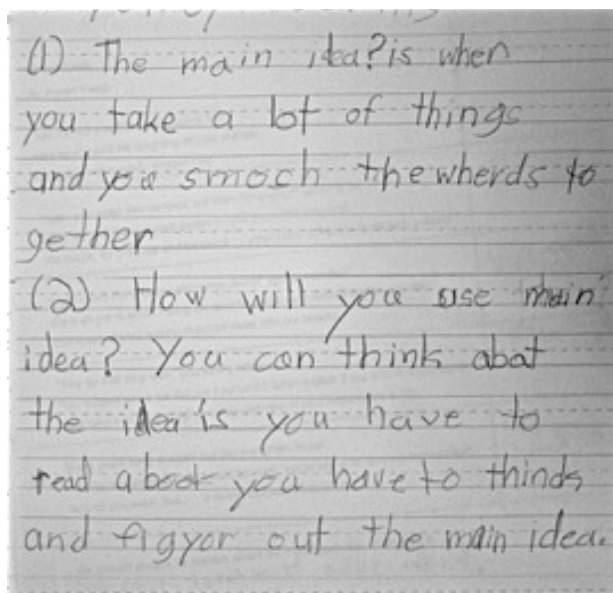 (1) The main idea? is when
you take a lot of things
and you smoch the wherds to
gether
(2) How will you use main
idea? You can think abat
the idea is you have to
read a book you have to thinds
and figyor out the main idea.